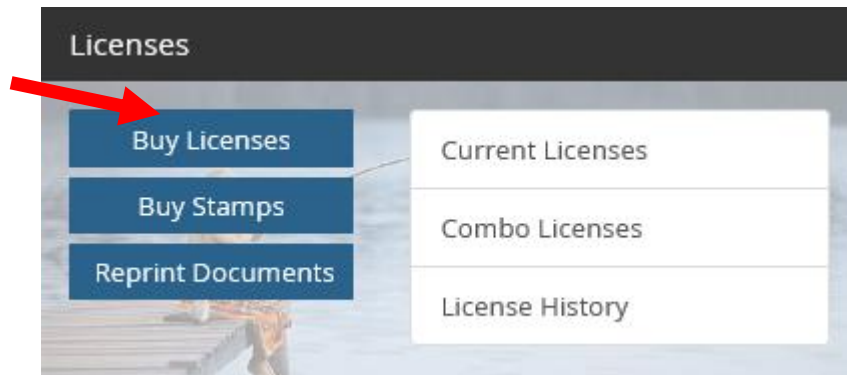 Licenses
Buy Licenses
Buy Stamps
Reprint Documents
Current Licenses
Combo Licenses
License History